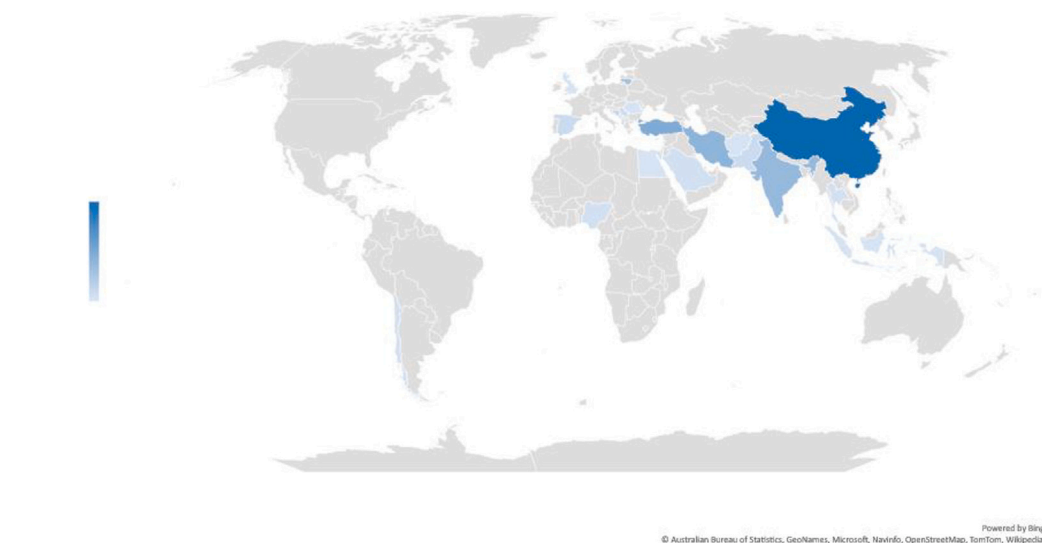 Powered by Bing
© Australian Bureau of Statistics, GeoNames, Microsoft, Navinfo, OpenStreetMap, TomTom, Wikipedia